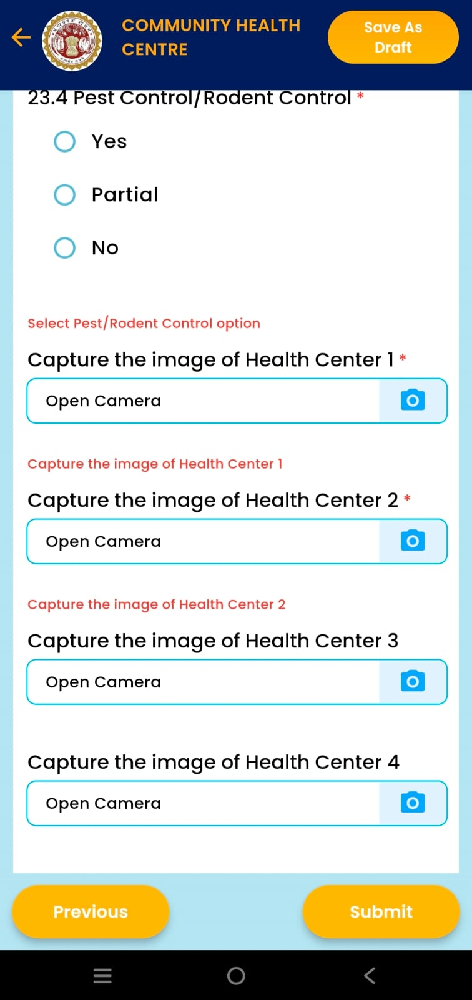 COMMUNITY HEALTH
CENTRE
Save As
Draft
23.4 Pest Control/Rodent Control *
Yes
Partial
No
Select Pest/Rodent Control option
Capture the image of Health Center 1 *
Open Camera
Capture the image of Health Center 1
Capture the image of Health Center 2 *
Open Camera
Capture the image of Health Center 2
Capture the image of Health Center 3
Open Camera
Capture the image of Health Center 4
Open Camera
Previous
Submit